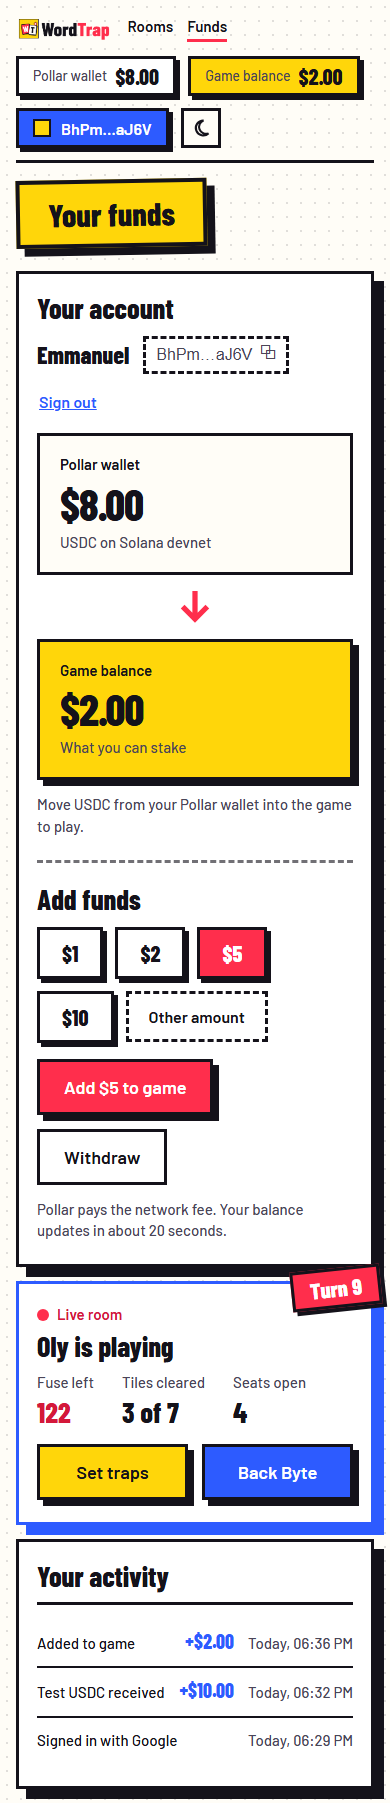 WT WordTrap Rooms Funds
Pollar wallet $8.00 Game balance $2.00
BhPm...aJ6V
Your funds
Your account
Emmanuel BhPm...aJ6V
Sign out
Pollar wallet
$8.00
USDC on Solana devnet
Game balance
$2.00
What you can stake
Move USDC from your Pollar wallet into the game
to play.
Add funds
$1 $2 $5
$10 Other amount
Add $5 to game
Withdraw
Pollar pays the network fee. Your balance
updates in about 20 seconds.
Turn 9
Live room
Oly is playing
Fuse left Tiles cleared Seats open
122 3 of 7 4
Set traps Back Byte
Your activity
Added to game +$2.00 Today, 06:36 PM
Test USDC received +$10.00 Today, 06:32 PM
Signed in with Google Today, 06:29 PM